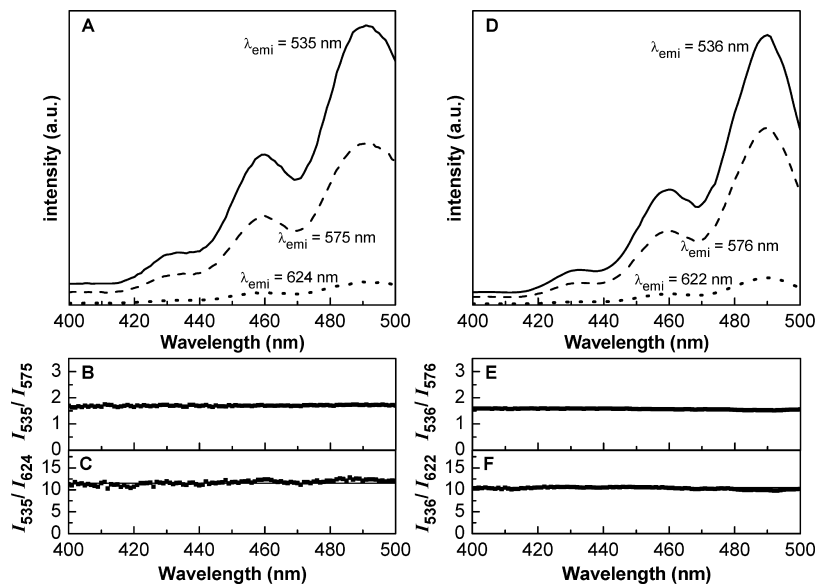 A
λemi = 535 nm
λemi = 575 nm
λemi = 624 nm
intensity (a.u.)
400 420 440 460 480 500
Wavelength (nm)
D
λemi = 536 nm
λemi = 576 nm
λemi = 622 nm
intensity (a.u.)
400 420 440 460 480 500
Wavelength (nm)
B
I535/ I575
3
2
1
0
C
I535/ I624
15
10
5
0
400 420 440 460 480 500
Wavelength (nm)
E
I536/ I576
3
2
1
0
F
I536/ I622
15
10
5
0
400 420 440 460 480 500
Wavelength (nm)